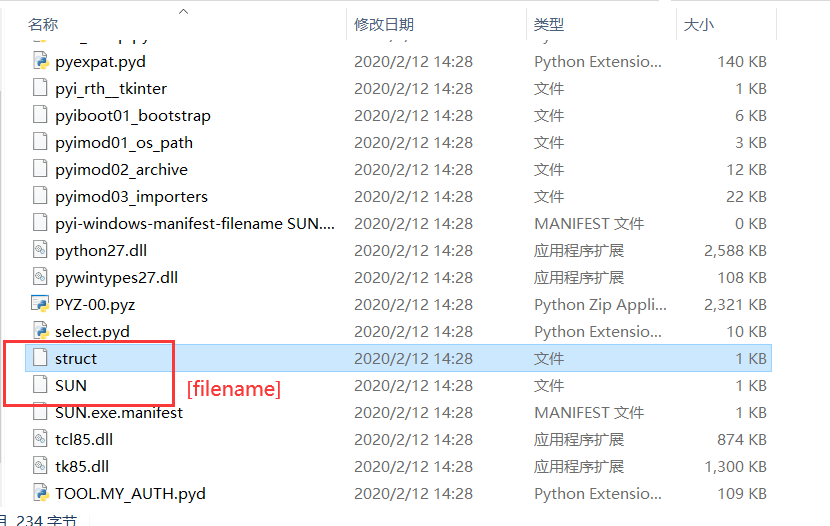 名称 修改日期 类型 大小
pyexpat.pyd 2020/2/12 14:28 Python Extensio... 140 KB
pyi_rth__tkinter 2020/2/12 14:28 文件 1 KB
pyiboot01_bootstrap 2020/2/12 14:28 文件 6 KB
pyimod01_os_path 2020/2/12 14:28 文件 3 KB
pyimod02_archive 2020/2/12 14:28 文件 12 KB
pyimod03_importers 2020/2/12 14:28 文件 22 KB
pyi-windows-manifest-filename SUN.... 2020/2/12 14:28 MANIFEST 文件 0 KB
python27.dll 2020/2/12 14:28 应用程序扩展 2,588 KB
pywintypes27.dll 2020/2/12 14:28 应用程序扩展 108 KB
PYZ-00.pyz 2020/2/12 14:28 Python Zip Appli... 2,321 KB
select.pyd 2020/2/12 14:28 Python Extensio... 10 KB
struct 2020/2/12 14:28 文件 1 KB
SUN [filename] 2020/2/12 14:28 文件 1 KB
SUN.exe.manifest 2020/2/12 14:28 MANIFEST 文件 1 KB
tcl85.dll 2020/2/12 14:28 应用程序扩展 874 KB
tk85.dll 2020/2/12 14:28 应用程序扩展 1,300 KB
TOOL.MY_AUTH.pyd 2020/2/12 14:28 Python Extensio... 109 KB
234 字节